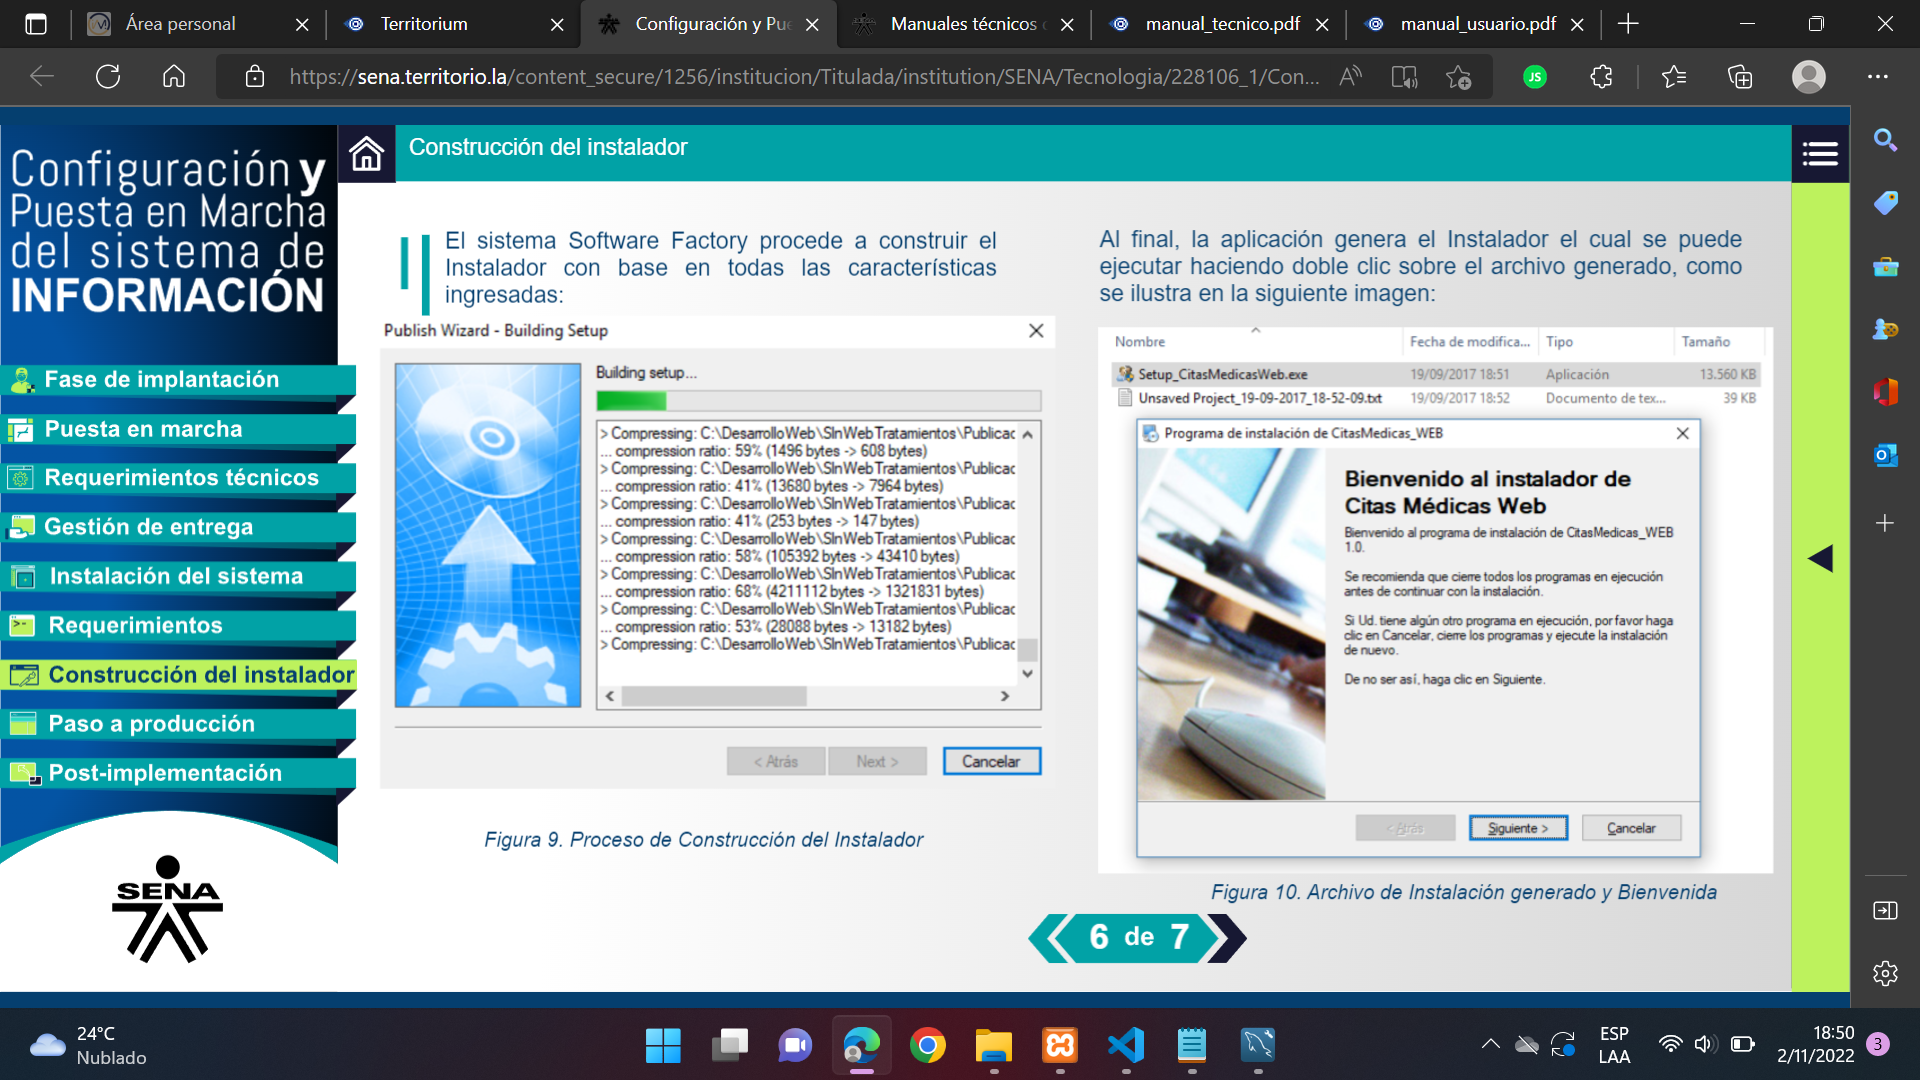 Área personal
Territorium
Configuración y Pue
Manuales técnicos
manual_tecnico.pdf
manual_usuario.pdf
https://sena.territorio.la/content_secure/1256/institucion/Titulada/institution/SENA/Tecnologia/228106_1/Con...
JS
Configuración y
Puesta en Marcha
del sistema de
INFORMACIÓN
Fase de implantación
Puesta en marcha
Requerimientos técnicos
Gestión de entrega
Instalación del sistema
Requerimientos
Construcción del instalador
Paso a producción
Post-implementación
SENA
Construcción del instalador
El sistema Software Factory procede a construir el
Instalador con base en todas las características
ingresadas:
Publish Wizard - Building Setup
Building setup...
> Compressing: C:\DesarrolloWeb\SlnWebTratamientos\Publicac
... compression ratio: 59% (1496 bytes -> 608 bytes)
> Compressing: C:\DesarrolloWeb\SlnWebTratamientos\Publicac
... compression ratio: 41% (13680 bytes -> 7964 bytes)
> Compressing: C:\DesarrolloWeb\SlnWebTratamientos\Publicac
... compression ratio: 41% (253 bytes -> 147 bytes)
> Compressing: C:\DesarrolloWeb\SlnWebTratamientos\Publicac
... compression ratio: 58% (105392 bytes -> 43410 bytes)
> Compressing: C:\DesarrolloWeb\SlnWebTratamientos\Publicac
... compression ratio: 68% (4211112 bytes -> 1321831 bytes)
> Compressing: C:\DesarrolloWeb\SlnWebTratamientos\Publicac
... compression ratio: 53% (28088 bytes -> 13182 bytes)
> Compressing: C:\DesarrolloWeb\SlnWebTratamientos\Publicac
< Atrás
Next >
Cancelar
Figura 9. Proceso de Construcción del Instalador
Al final, la aplicación genera el Instalador el cual se puede
ejecutar haciendo doble clic sobre el archivo generado, como
se ilustra en la siguiente imagen:
Nombre
Fecha de modifica...
Tipo
Tamaño
Setup_CitasMedicasWeb.exe
19/09/2017 18:51
Aplicación
13.560 KB
Unsaved Project_19-09-2017_18-52-09.txt
19/09/2017 18:52
Documento de tex...
39 KB
Programa de instalación de CitasMedicas_WEB
Bienvenido al instalador de
Citas Médicas Web
Bienvenido al programa de instalación de CitasMedicas_WEB
1.0.
Se recomienda que cierre todos los programas en ejecución
antes de continuar con la instalación.
Si Ud. tiene algún otro programa en ejecución, por favor haga
clic en Cancelar, cierre los programas y ejecute la instalación
de nuevo.
De no ser así, haga clic en Siguiente.
< Atrás
Siguiente >
Cancelar
Figura 10. Archivo de Instalación generado y Bienvenida
6 de 7
24°C
Nublado
ESP
LAA
18:50
2/11/2022
3